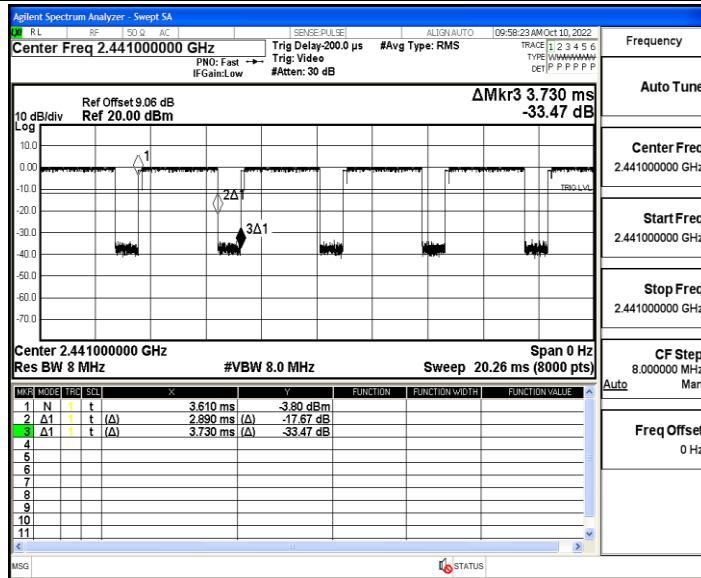 Agilent Spectrum Analyzer - Swept SA
RL RF 50 Ω AC SENSE:PULSE ALIGN AUTO 09:58:23 AM Oct 10, 2022
Center Freq 2.441000000 GHz Trig Delay-200.0 µs #Avg Type: RMS TRACE 1 2 3 4 5 6
PNO: Fast Trig: Video TYPE WWWWWW
IFGain:Low #Atten: 30 dB DET P P P P P P
Frequency
Auto Tune
Center Freq
2.441000000 GHz
Start Freq
2.441000000 GHz
Stop Freq
2.441000000 GHz
CF Step
8.000000 MHz
Auto Man
Freq Offset
0 Hz
ΔMkr3 3.730 ms
-33.47 dB
Ref Offset 9.06 dB
10 dB/div Ref 20.00 dBm
Log
10.0
0.00
-10.0
-20.0
-30.0
-40.0
-50.0
-60.0
-70.0
1
2Δ1
3Δ1
TRIG LVL
Center 2.441000000 GHz Span 0 Hz
Res BW 8 MHz #VBW 8.0 MHz Sweep 20.26 ms (8000 pts)
MKR MODE TRC SCL X Y FUNCTION FUNCTION WIDTH FUNCTION VALUE
1 N 1 t 3.610 ms -3.80 dBm
2 Δ1 1 t (Δ) 2.890 ms (Δ) -17.67 dB
3 Δ1 1 t (Δ) 3.730 ms (Δ) -33.47 dB
4
5
6
7
8
9
10
11
MSG STATUS